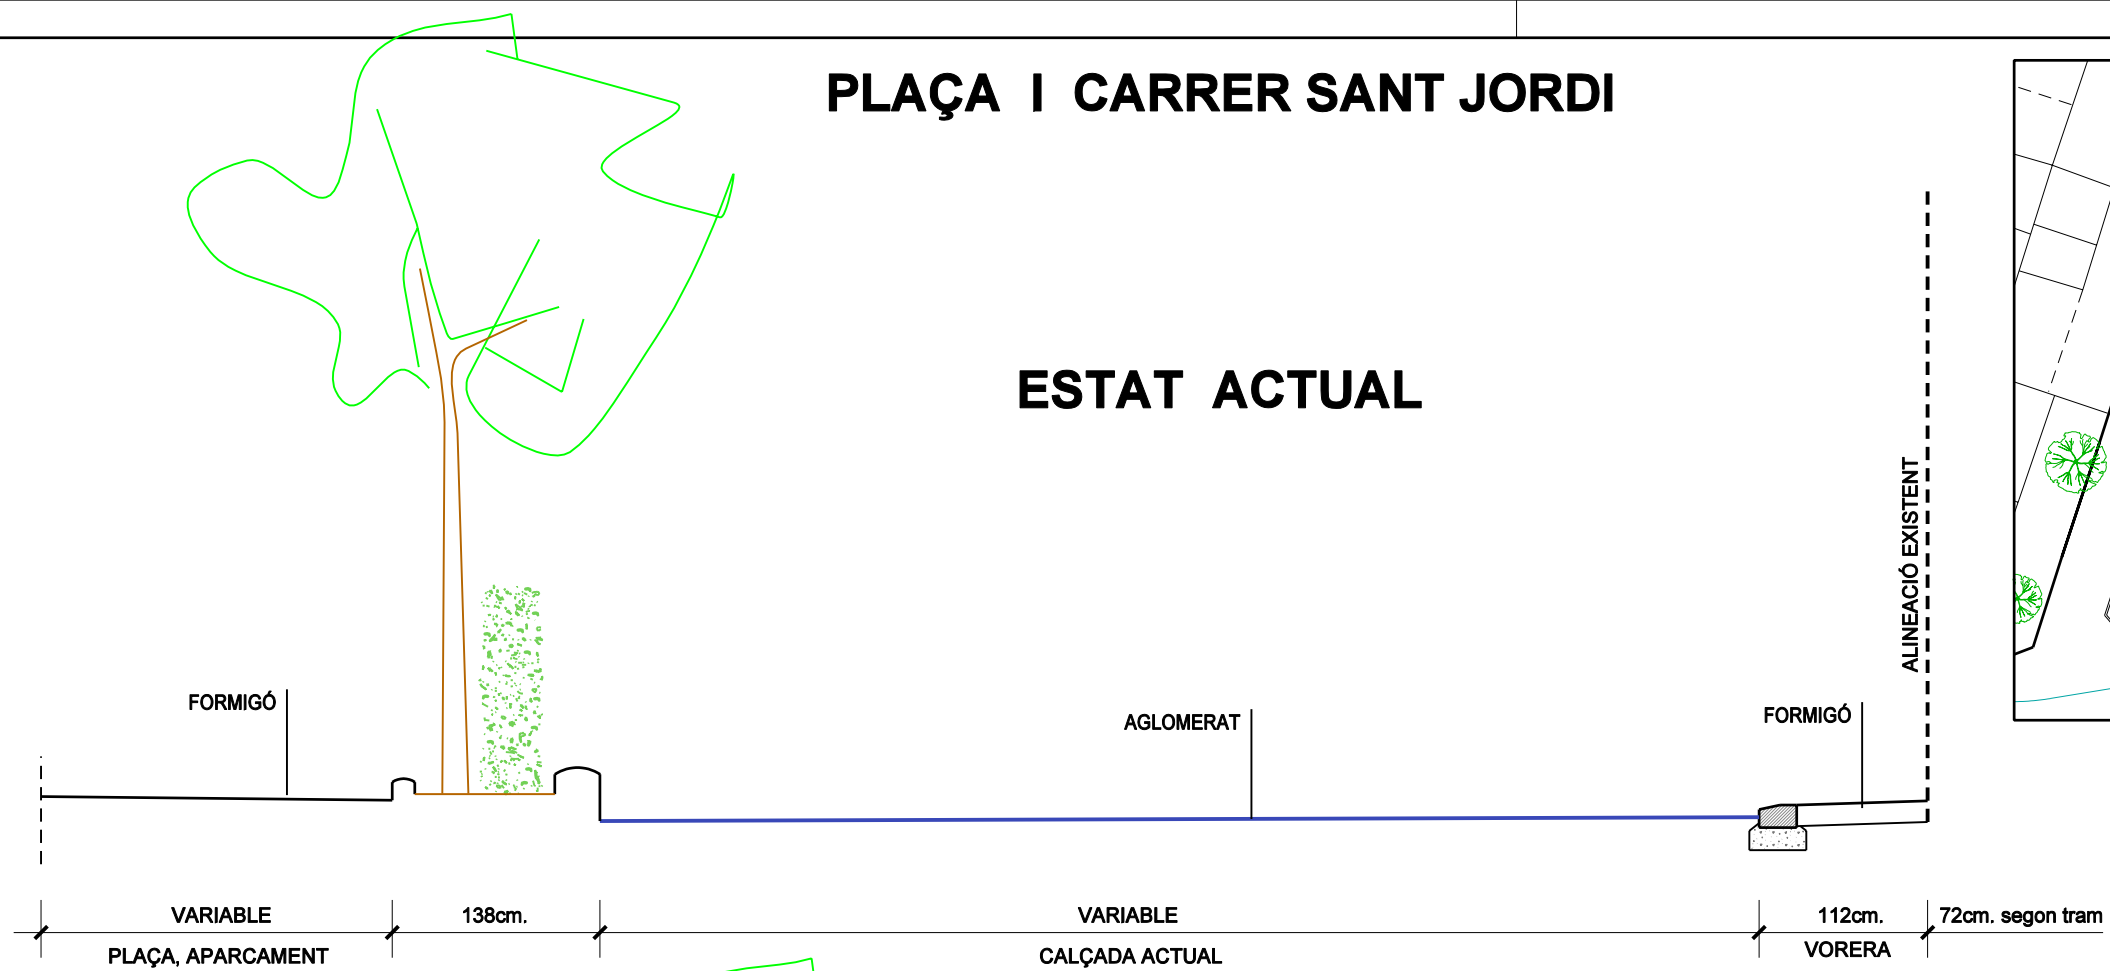 PLAÇA I CARRER SANT JORDI
ESTAT ACTUAL
ALINEACIÓ EXISTENT
FORMIGÓ
AGLOMERAT
FORMIGÓ
VARIABLE
138cm.
VARIABLE
112cm.
72cm. segon tram
PLAÇA, APARCAMENT
CALÇADA ACTUAL
VORERA